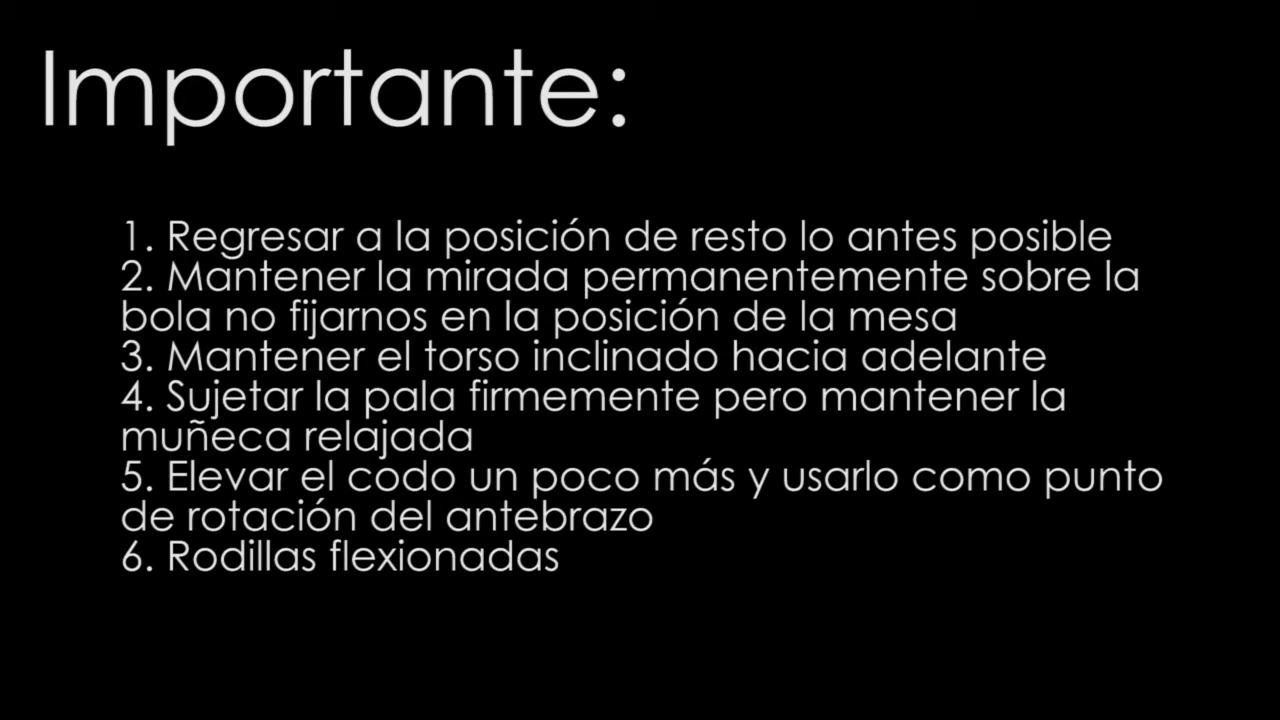 Importante:
1. Regresar a la posición de resto lo antes posible
2. Mantener la mirada permanentemente sobre la
bola no fijarnos en la posición de la mesa
3. Mantener el torso inclinado hacia adelante
4. Sujetar la pala firmemente pero mantener la
muñeca relajada
5. Elevar el codo un poco más y usarlo como punto
de rotación del antebrazo
6. Rodillas flexionadas